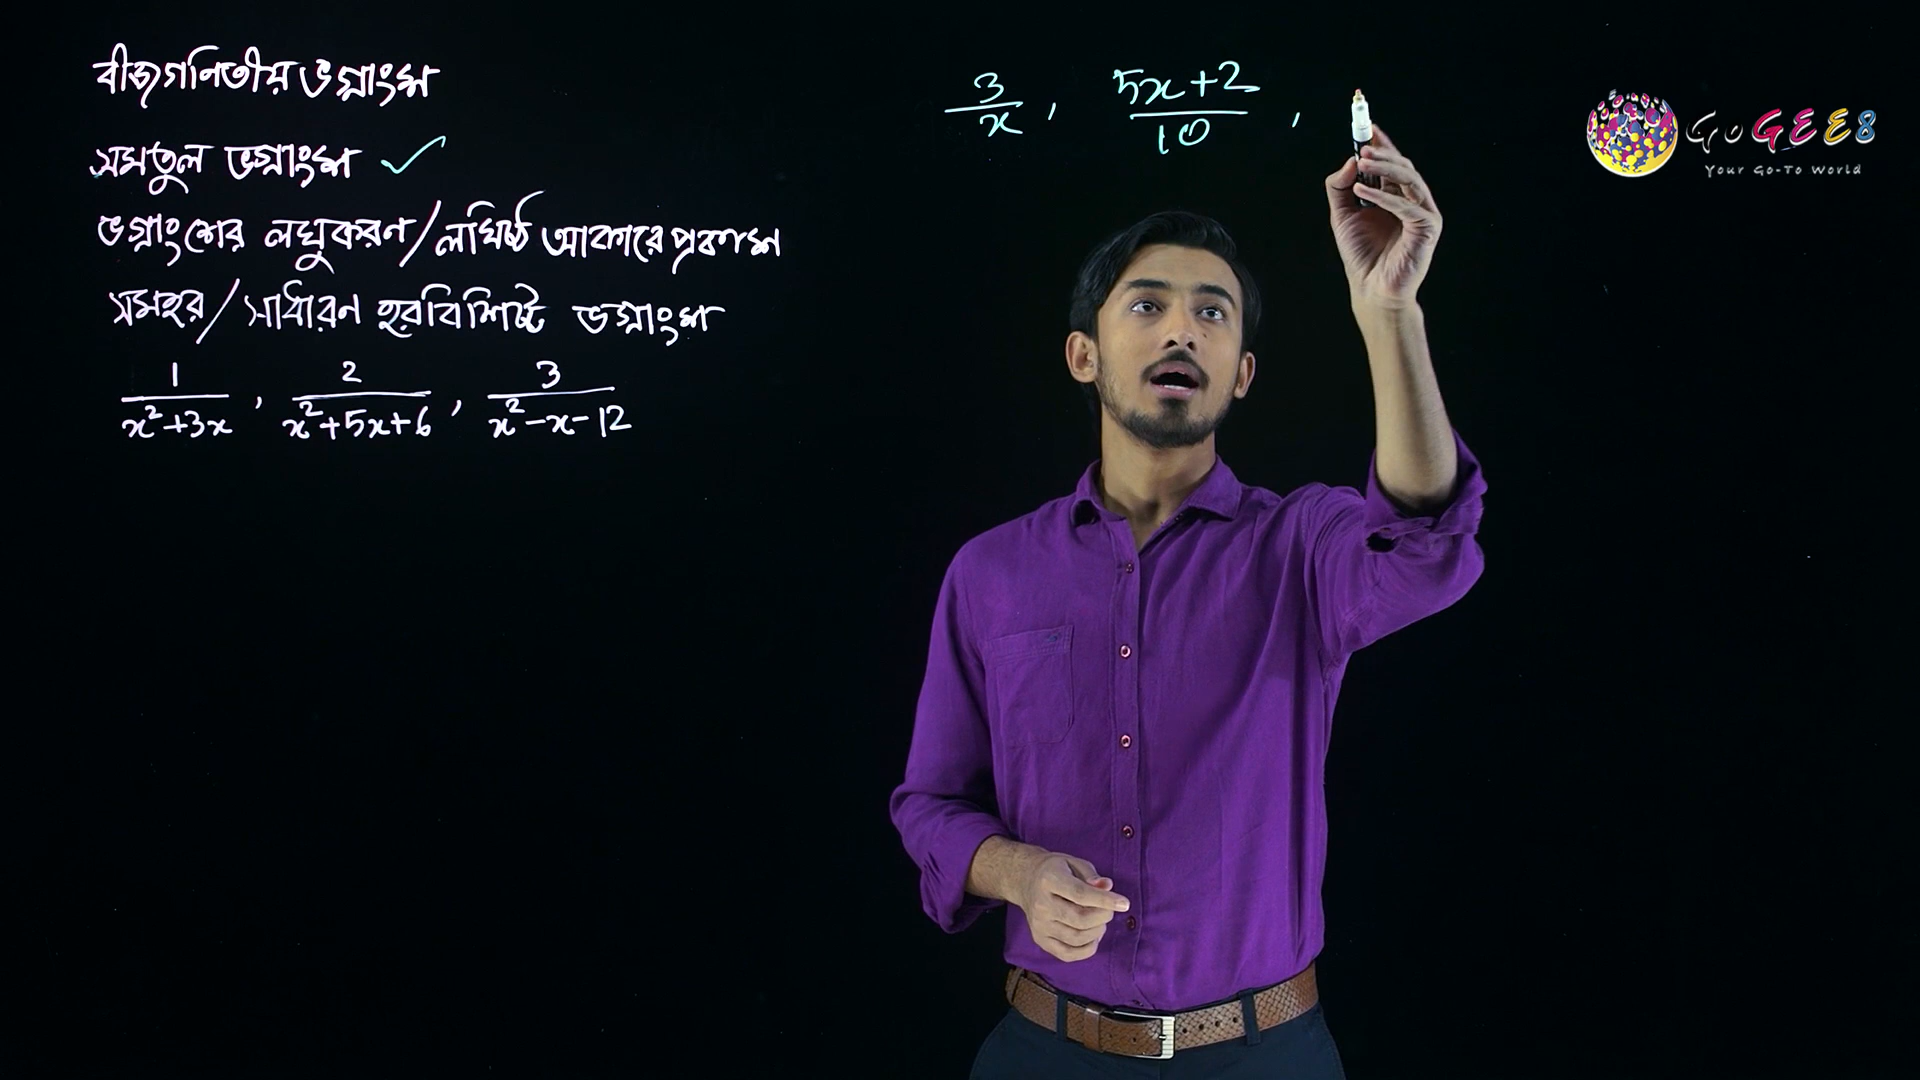 বীজগণিতীয় ভগ্নাংশ
সমতুল ভগ্নাংশ ✓
ভগ্নাংশের লঘুকরণ/লঘিষ্ঠ আকারে প্রকাশ
সমহর/সাধারন হরবিশিষ্ট ভগ্নাংশ
1/(x²+3x), 2/(x²+5x+6), 3/(x²-x-12)
3/x, (5x+2)/10,
GoGEE8
Your Go-To World